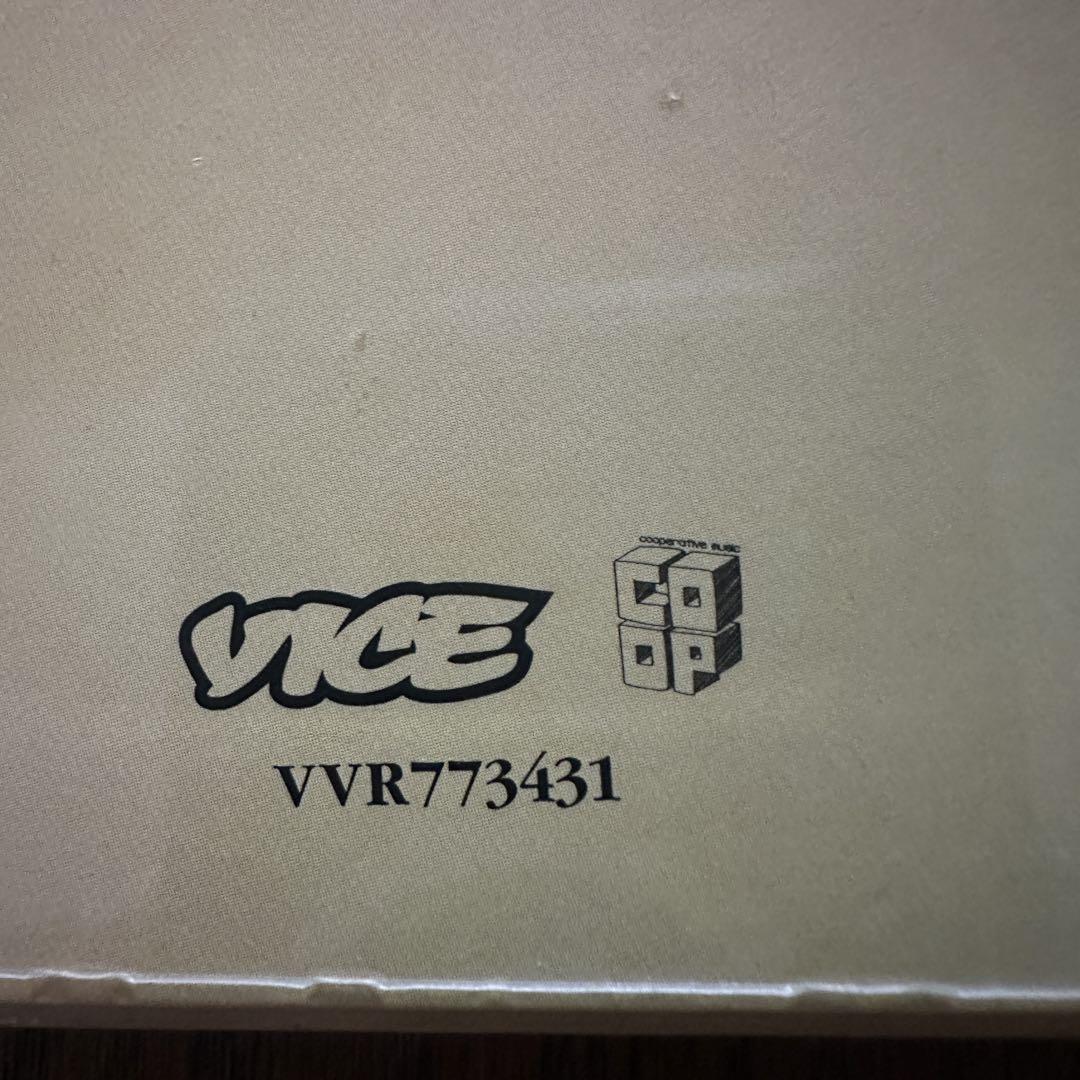 cooperative music
VICE
CO
OP
VVR773431